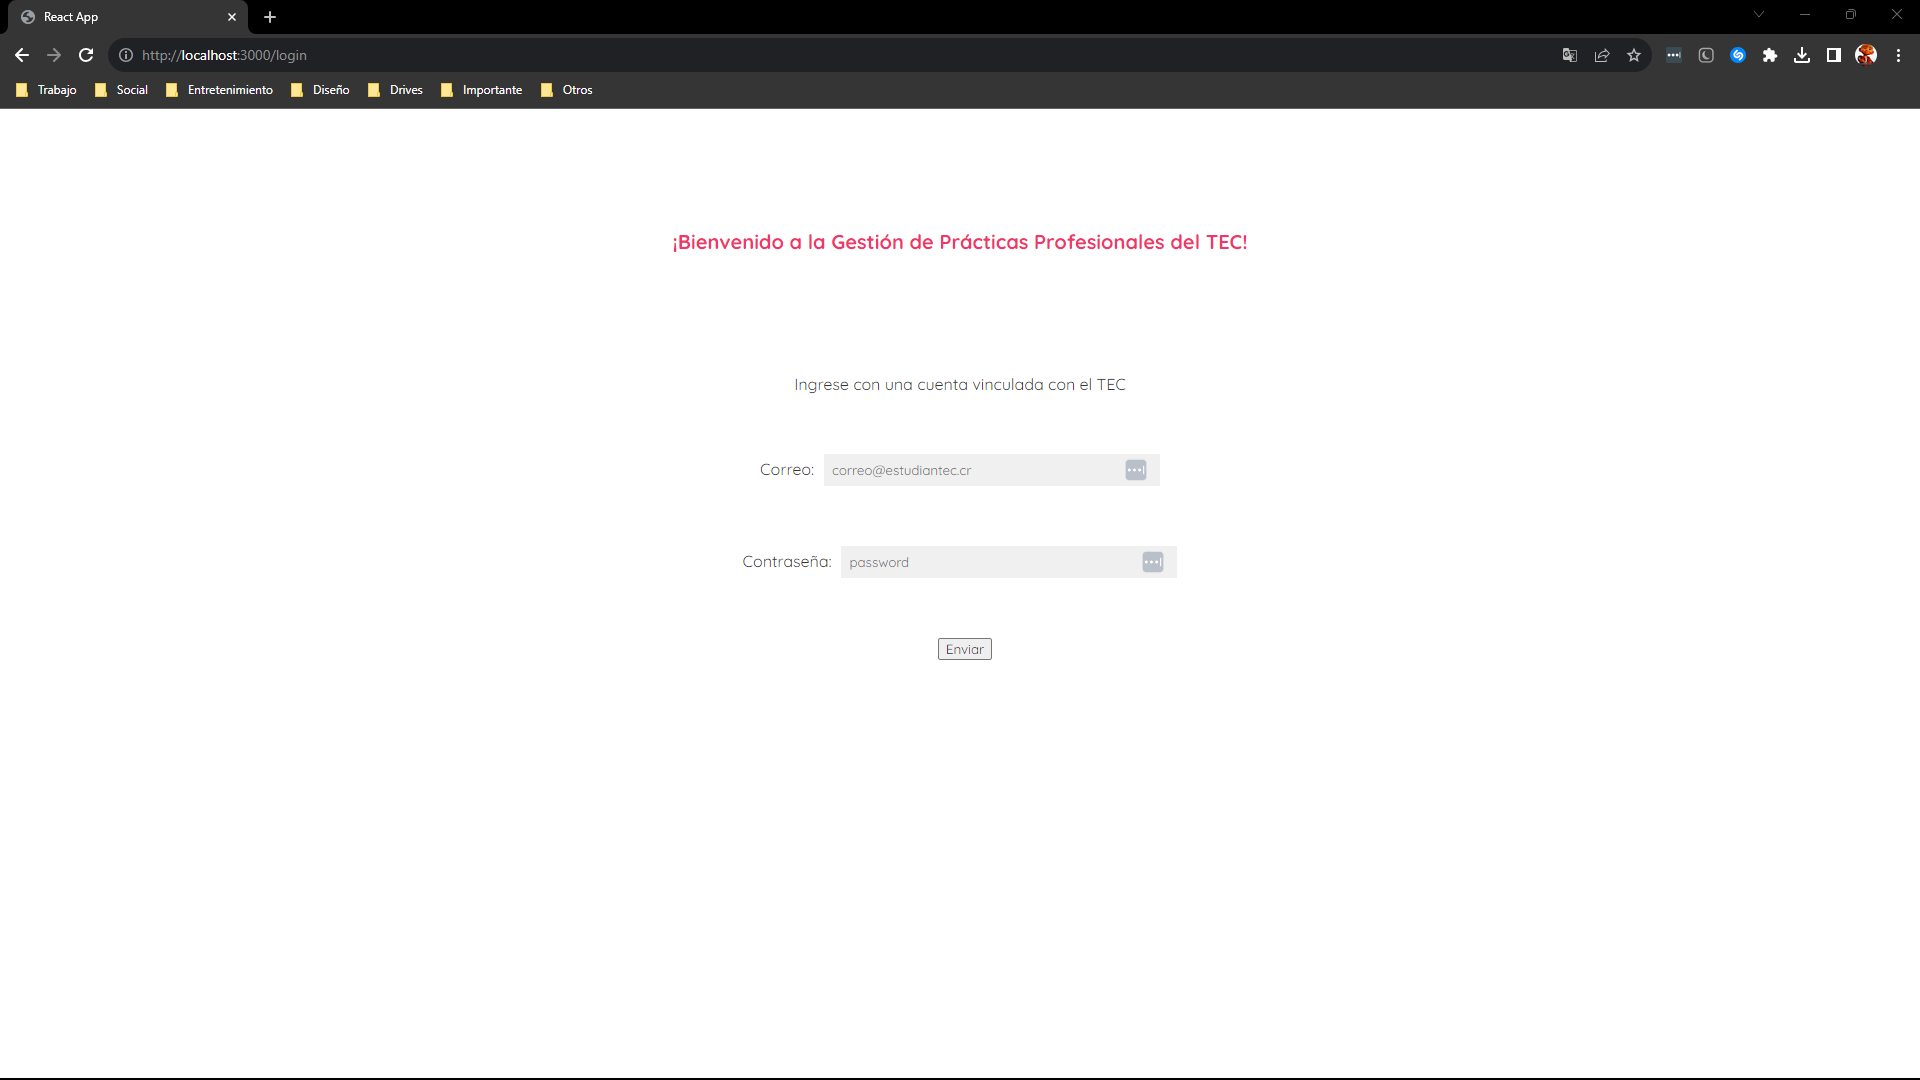 React App
http://localhost:3000/login
Trabajo Social Entretenimiento Diseño Drives Importante Otros
¡Bienvenido a la Gestión de Prácticas Profesionales del TEC!
Ingrese con una cuenta vinculada con el TEC
Correo: correo@estudiantec.cr
Contraseña: password
Enviar